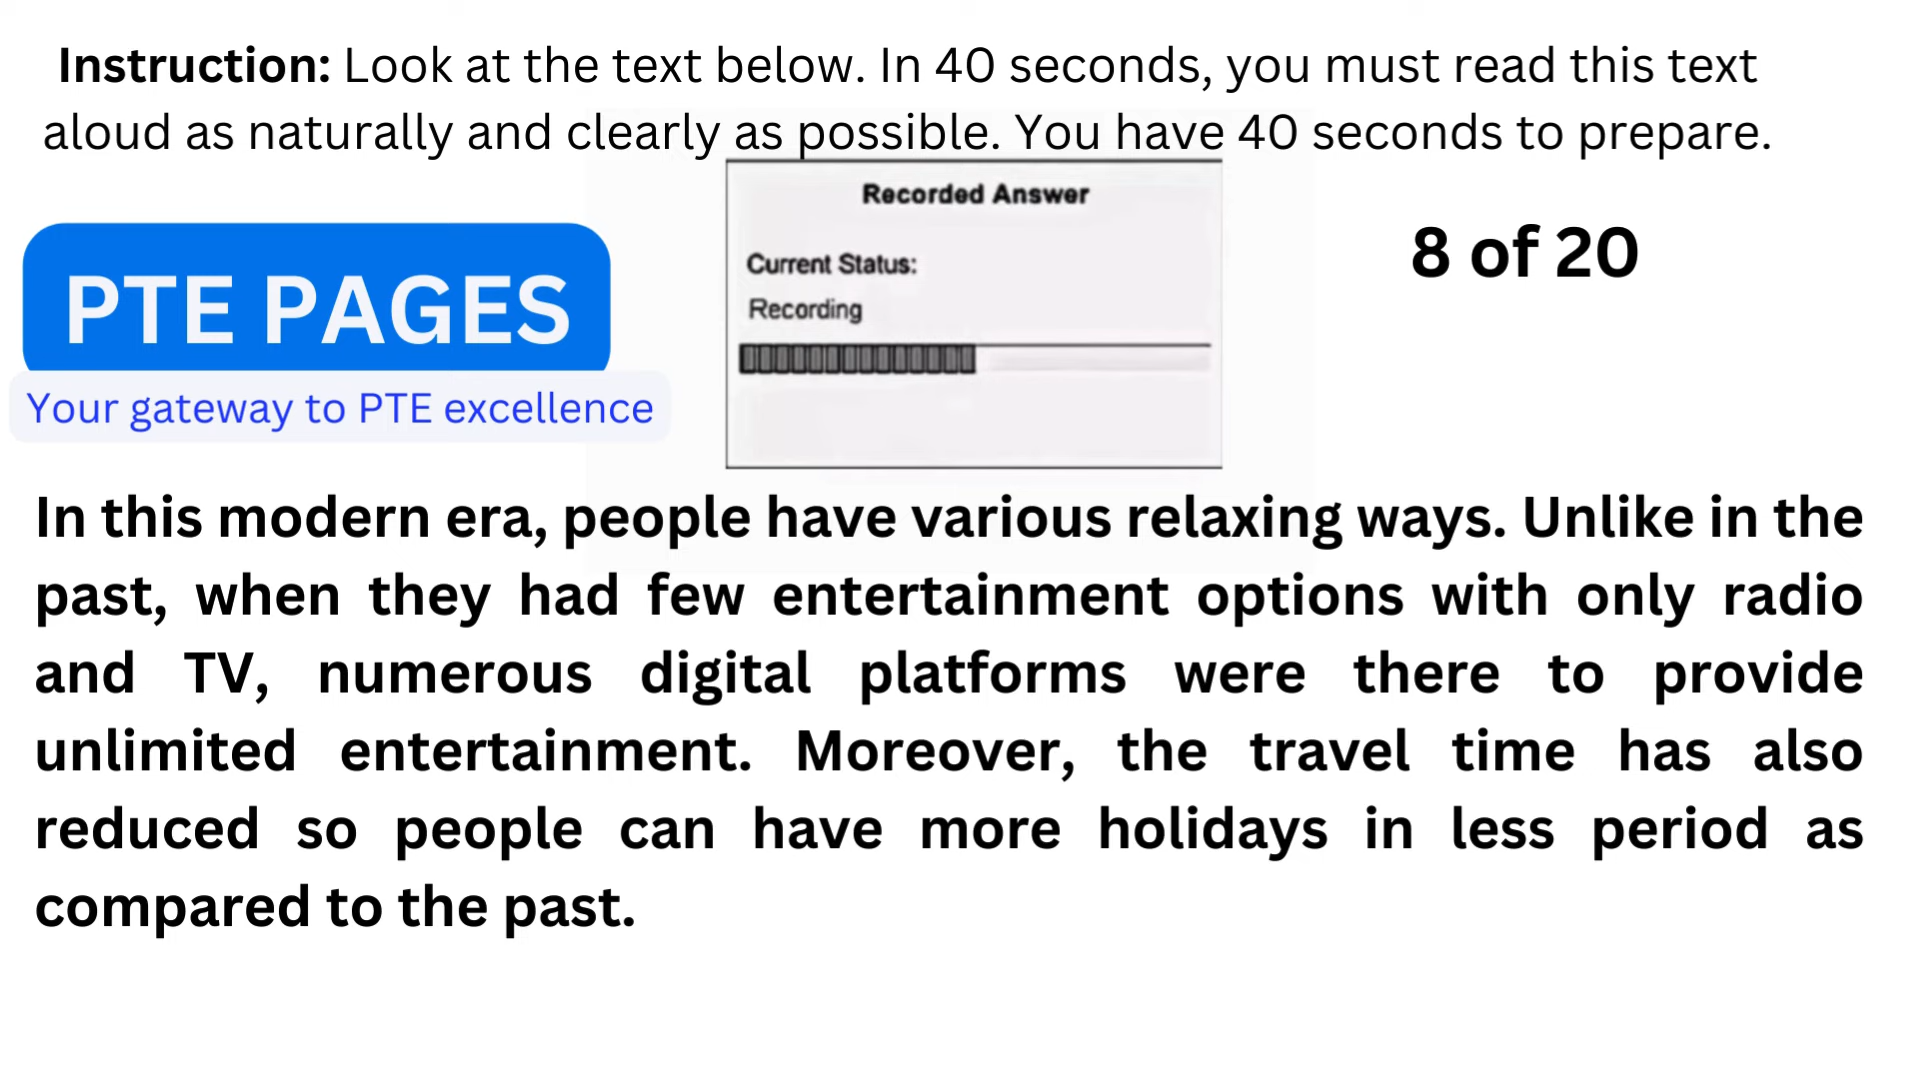 Instruction: Look at the text below. In 40 seconds, you must read this text
aloud as naturally and clearly as possible. You have 40 seconds to prepare.
Recorded Answer
Current Status:
Recording
8 of 20
PTE PAGES
Your gateway to PTE excellence
In this modern era, people have various relaxing ways. Unlike in the
past, when they had few entertainment options with only radio
and TV, numerous digital platforms were there to provide
unlimited entertainment. Moreover, the travel time has also
reduced so people can have more holidays in less period as
compared to the past.